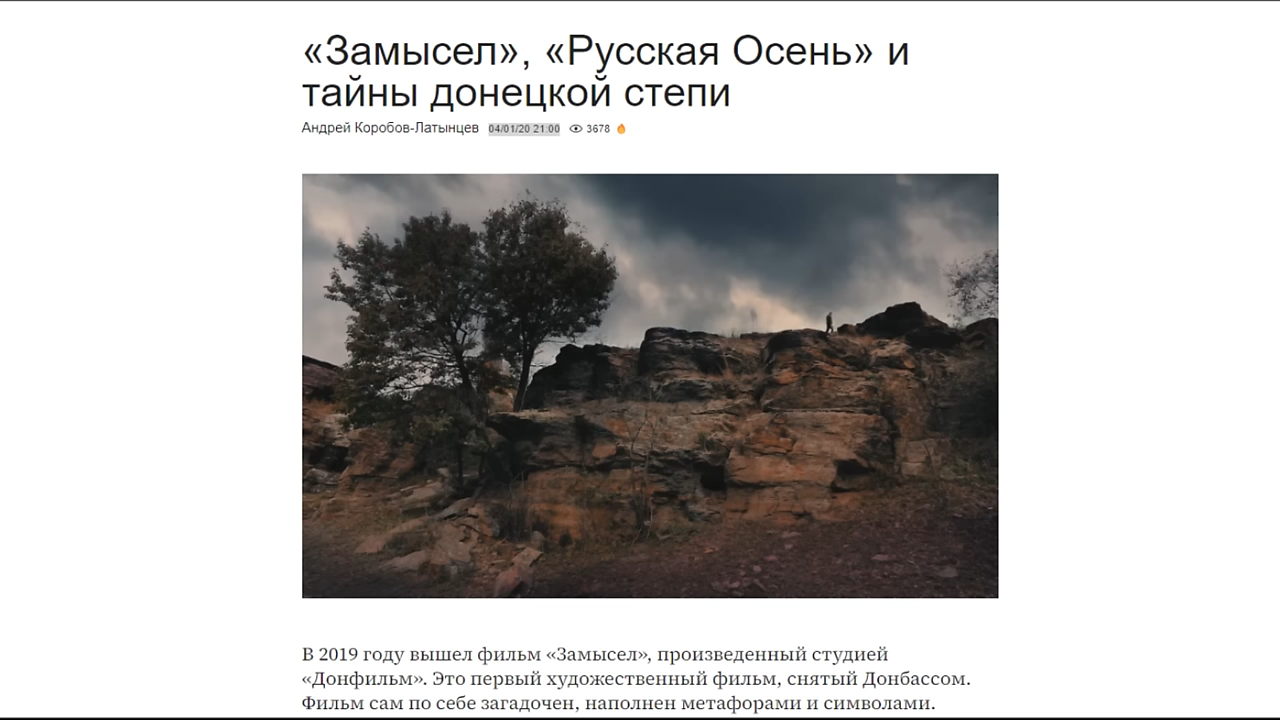 «Замысел», «Русская Осень» и
тайны донецкой степи
Андрей Коробов-Латынцев 04/01/20 21:00 3678
В 2019 году вышел фильм «Замысел», произведенный студией
«Донфильм». Это первый художественный фильм, снятый Донбассом.
Фильм сам по себе загадочен, наполнен метафорами и символами.